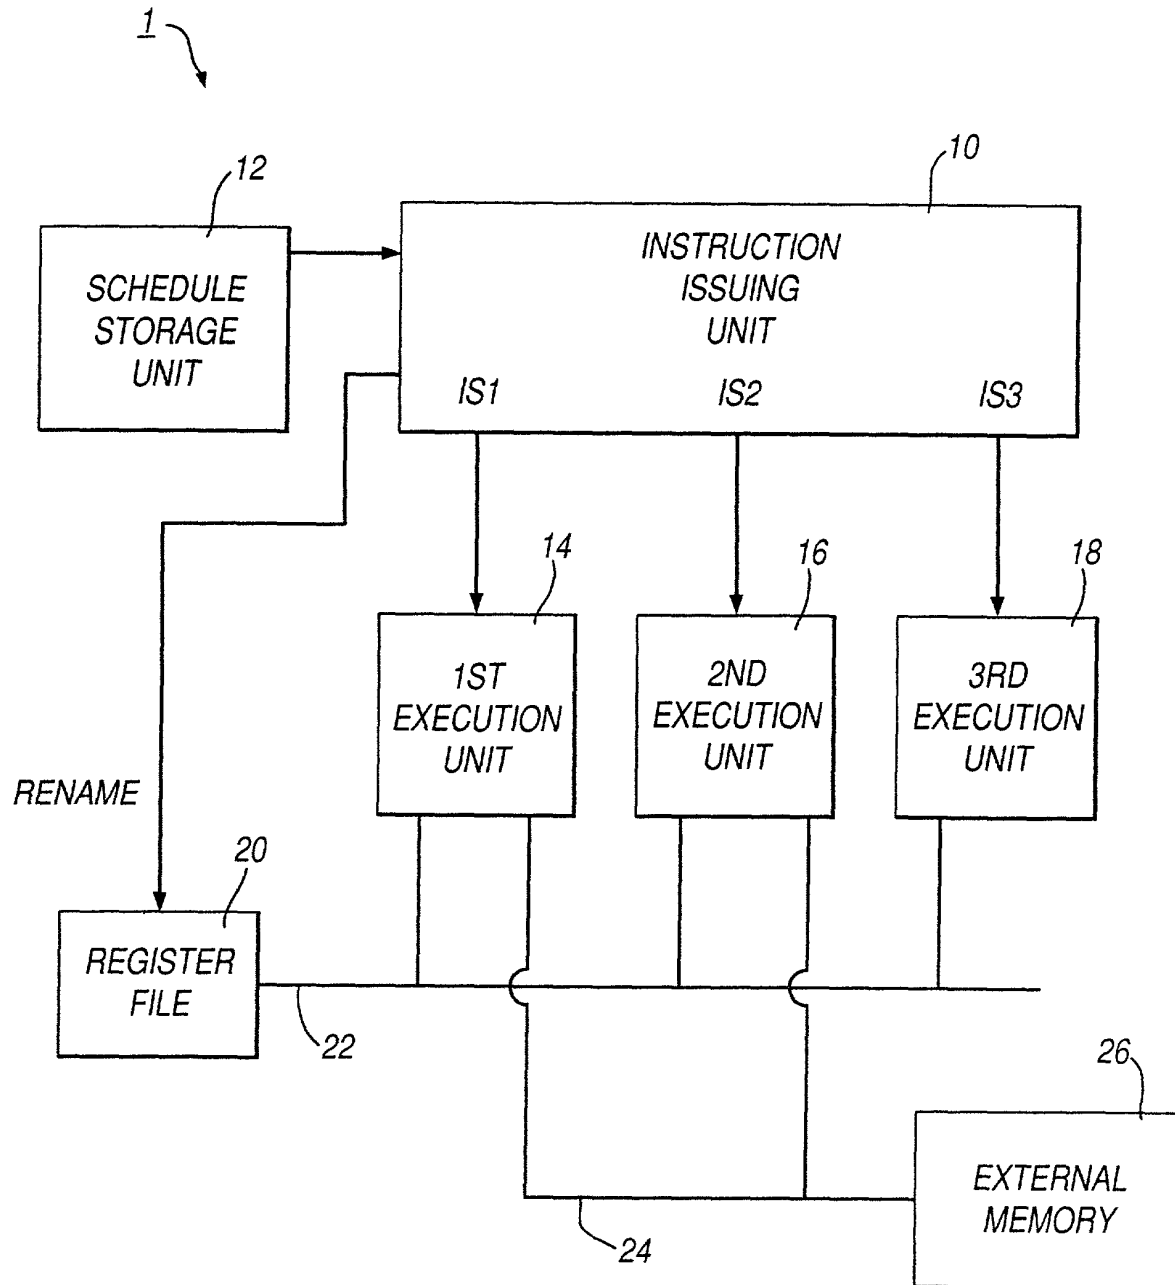 1
12
10
SCHEDULE
STORAGE
UNIT
INSTRUCTION
ISSUING
UNIT
IS1
IS2
IS3
14
16
18
1ST
EXECUTION
UNIT
2ND
EXECUTION
UNIT
3RD
EXECUTION
UNIT
RENAME
20
REGISTER
FILE
22
26
EXTERNAL
MEMORY
24